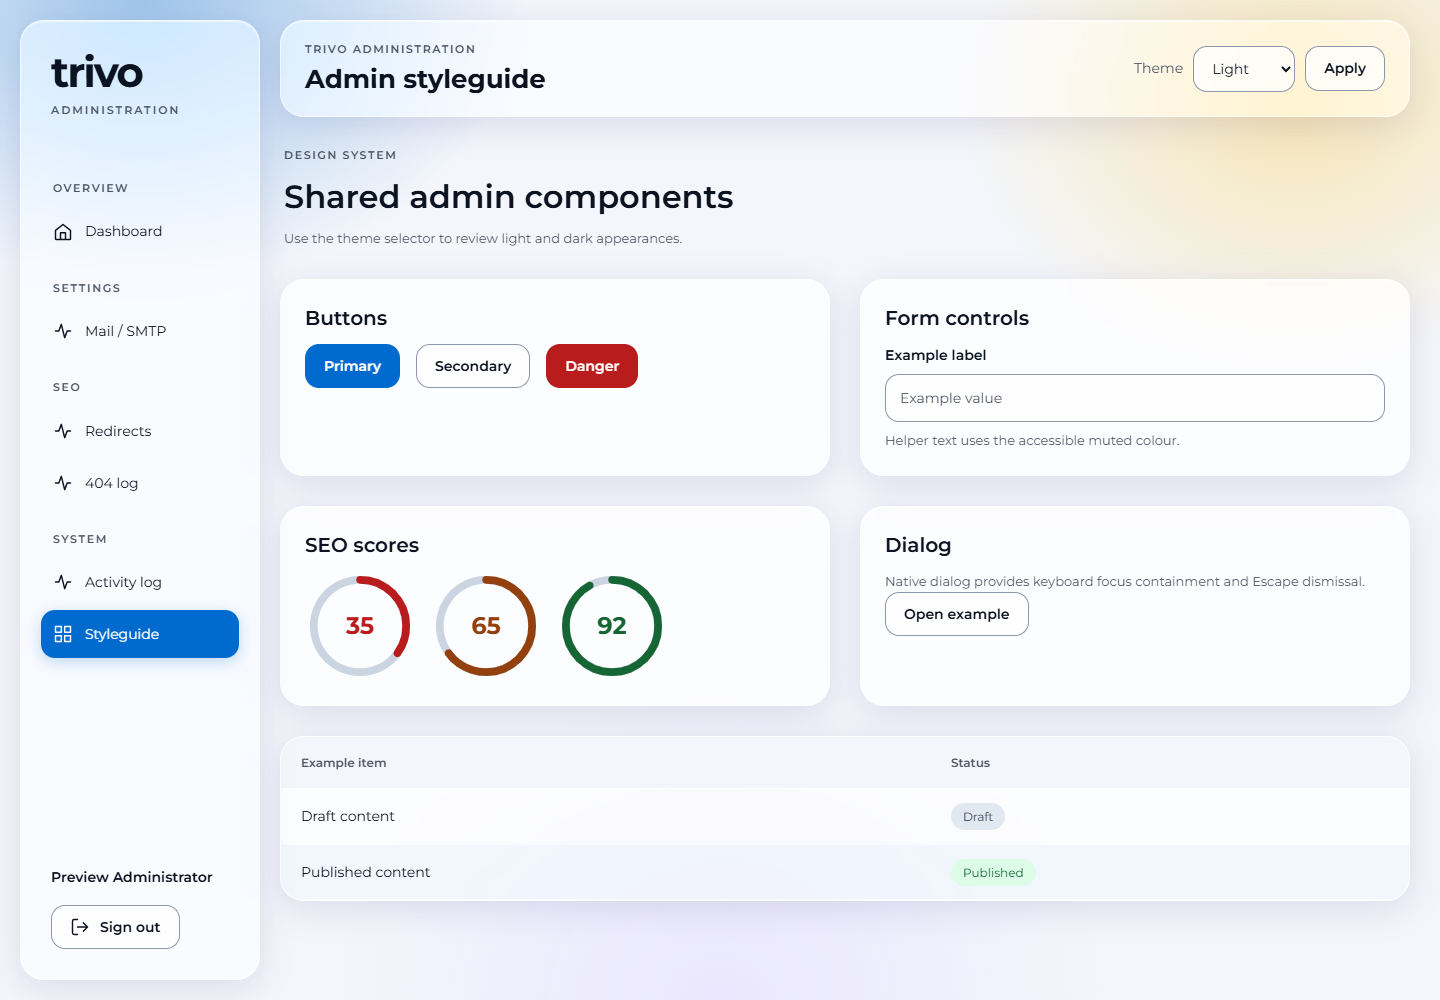 trivo
ADMINISTRATION
OVERVIEW
Dashboard
SETTINGS
Mail / SMTP
SEO
Redirects
404 log
SYSTEM
Activity log
Styleguide
Preview Administrator
Sign out
TRIVO ADMINISTRATION
Admin styleguide
Theme
Light
Apply
DESIGN SYSTEM
Shared admin components
Use the theme selector to review light and dark appearances.
Buttons
Primary
Secondary
Danger
Form controls
Example label
Example value
Helper text uses the accessible muted colour.
SEO scores
35
65
92
Dialog
Native dialog provides keyboard focus containment and Escape dismissal.
Open example
Example item
Status
Draft content
Draft
Published content
Published